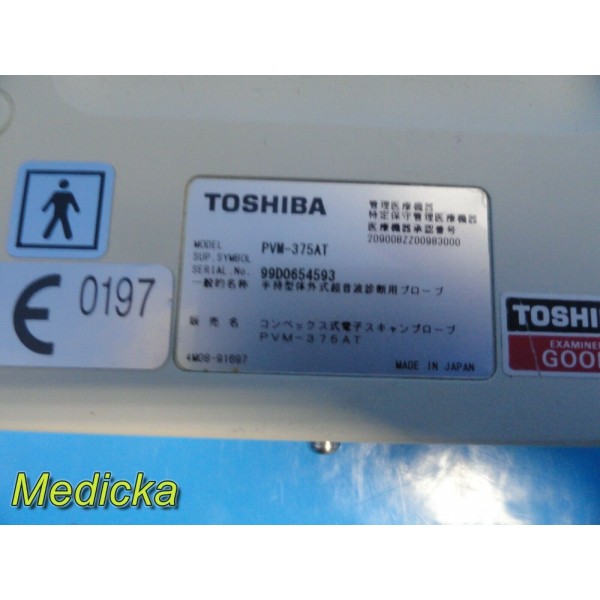 TOSHIBA
管理医療機器
特定保守管理医療機器
医療機器承認番号
20900BZZ00983000
MODEL PVM-375AT
SUP.SYMBOL
SERIAL.No. 99D0654593
一般的名称 手持型体外式超音波診断用プローブ
販売名 コンベックス式電子スキャンプローブ
PVM-375AT
4M08-91697 MADE IN JAPAN
CE 0197
TOSHI
EXAMINE
GOO
Medicka